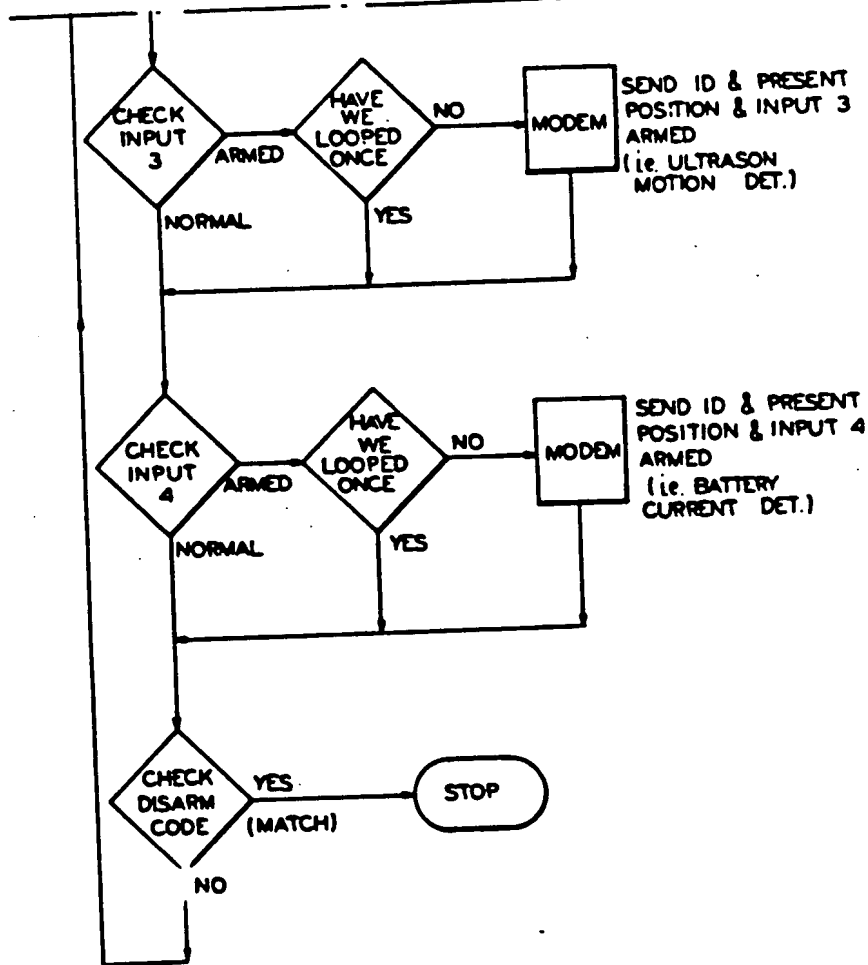 CHECK
INPUT
3
ARMED
NORMAL
HAVE
WE
LOOPED
ONCE
NO
YES
MODEM
SEND ID & PRESENT
POSITION & INPUT 3
ARMED
(i.e. ULTRASON
MOTION DET.)
CHECK
INPUT
4
ARMED
NORMAL
HAVE
WE
LOOPED
ONCE
NO
YES
MODEM
SEND ID & PRESENT
POSITION & INPUT 4
ARMED
(i.e. BATTERY
CURRENT DET.)
CHECK
DISARM
CODE
YES
(MATCH)
NO
STOP